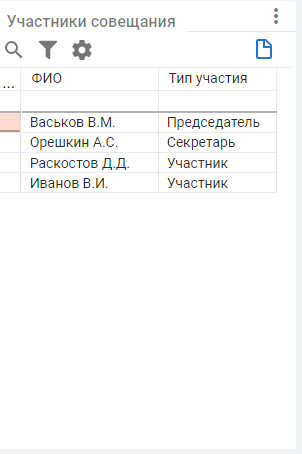 Участники совещания
... ФИО Тип участия
Васьков В.М. Председатель
Орешкин А.С. Секретарь
Раскостов Д.Д. Участник
Иванов В.И. Участник